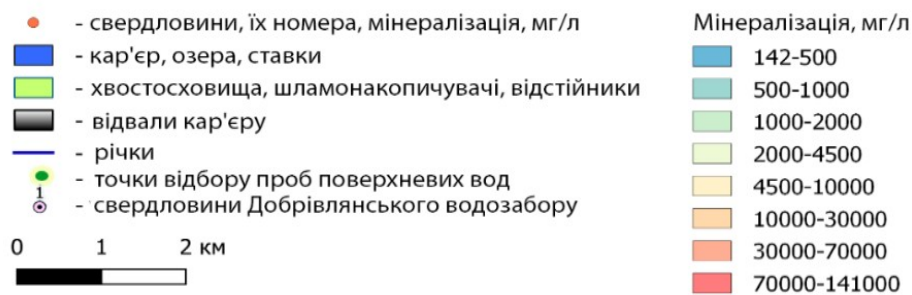 - свердловини, їх номера, мінералізація, мг/л
- кар'єр, озера, ставки
- хвостосховища, шламонакопичувачі, відстійники
- відвали кар'єру
- річки
- точки відбору проб поверхневих вод
1
- свердловини Добрівлянського водозабору
0 1 2 км
Мінералізація, мг/л
142-500
500-1000
1000-2000
2000-4500
4500-10000
10000-30000
30000-70000
70000-141000